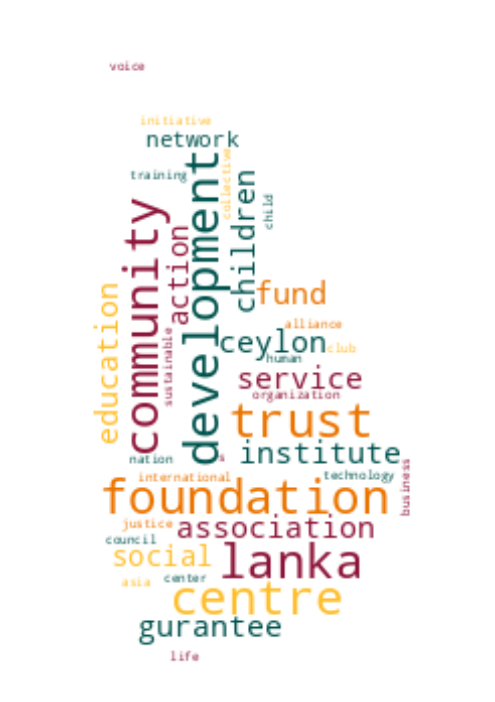 voice
initiative
network
training
collective
development
children
child
community
action
education
fund
alliance
ceylon
club
human
sustainable
service
organization
trust
institute
nation
s
technology
international
business
foundation
justice
association
council
social
lanka
asia
center
centre
gurantee
life